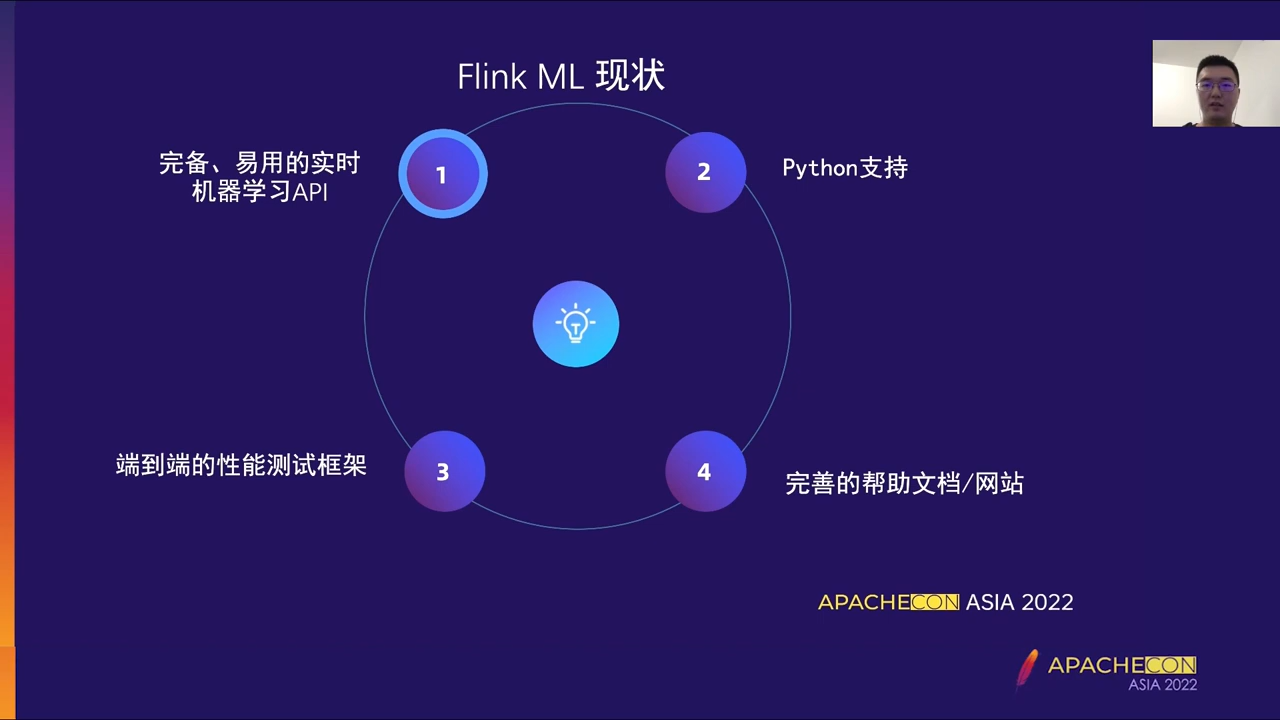 Flink ML 现状
完备、易用的实时
机器学习API
1
2
Python支持
端到端的性能测试框架
3
4
完善的帮助文档/网站
APACHECON ASIA 2022
APACHECON
ASIA 2022